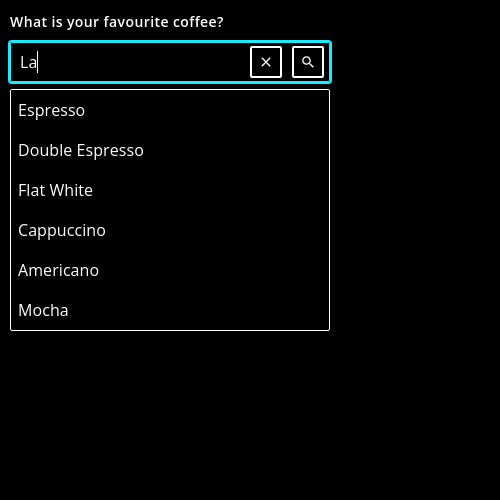 What is your favourite coffee?
La
Espresso
Double Espresso
Flat White
Cappuccino
Americano
Mocha